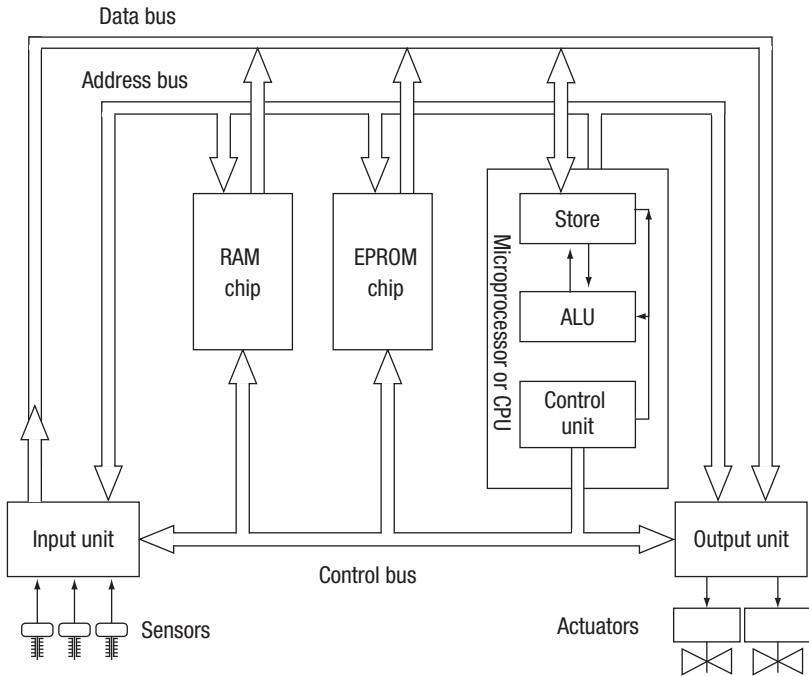 Data bus
Address bus
RAM
chip
EPROM
chip
Microprocessor or CPU
Store
ALU
Control
unit
Input unit
Output unit
Control bus
Sensors
Actuators